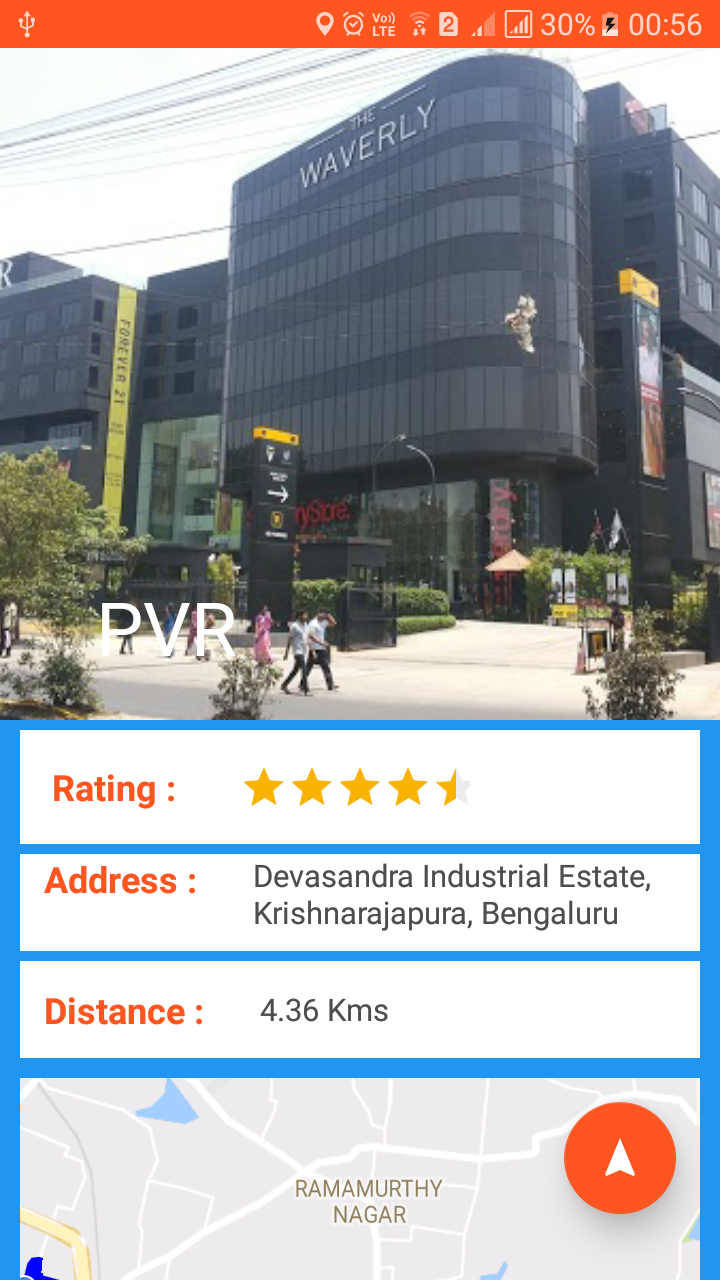 Vo))
LTE
2
30%
00:56
THE
WAVERLY
R
FOREVER 21
PVR
Rating :
Address :
Devasandra Industrial Estate,
Krishnarajapura, Bengaluru
Distance :
4.36 Kms
RAMAMURTHY
NAGAR